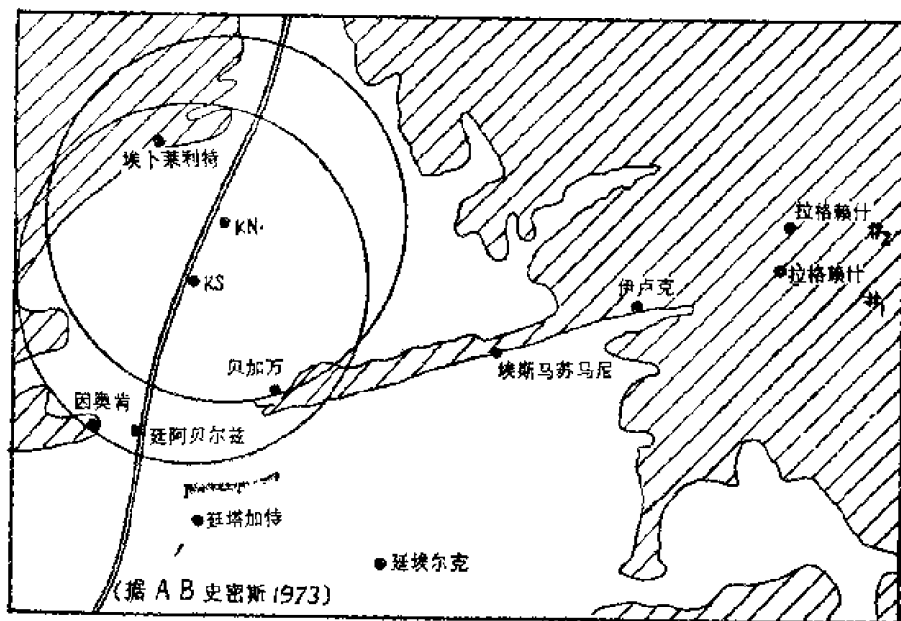 埃卜莱利特
KN.
KS
拉格赖什 #2
拉格赖什 #1
伊卢克
埃斯马苏马尼
贝加万
因奥肯
廷阿贝尔兹
廷塔加特
廷埃尔克
(据 A B 史密斯 1973)